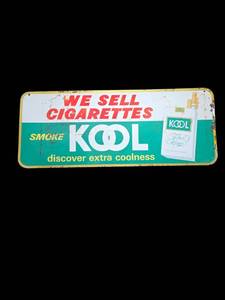 WE SELL
CIGARETTES
SMOKE KOOL
discover extra coolness
KOOL